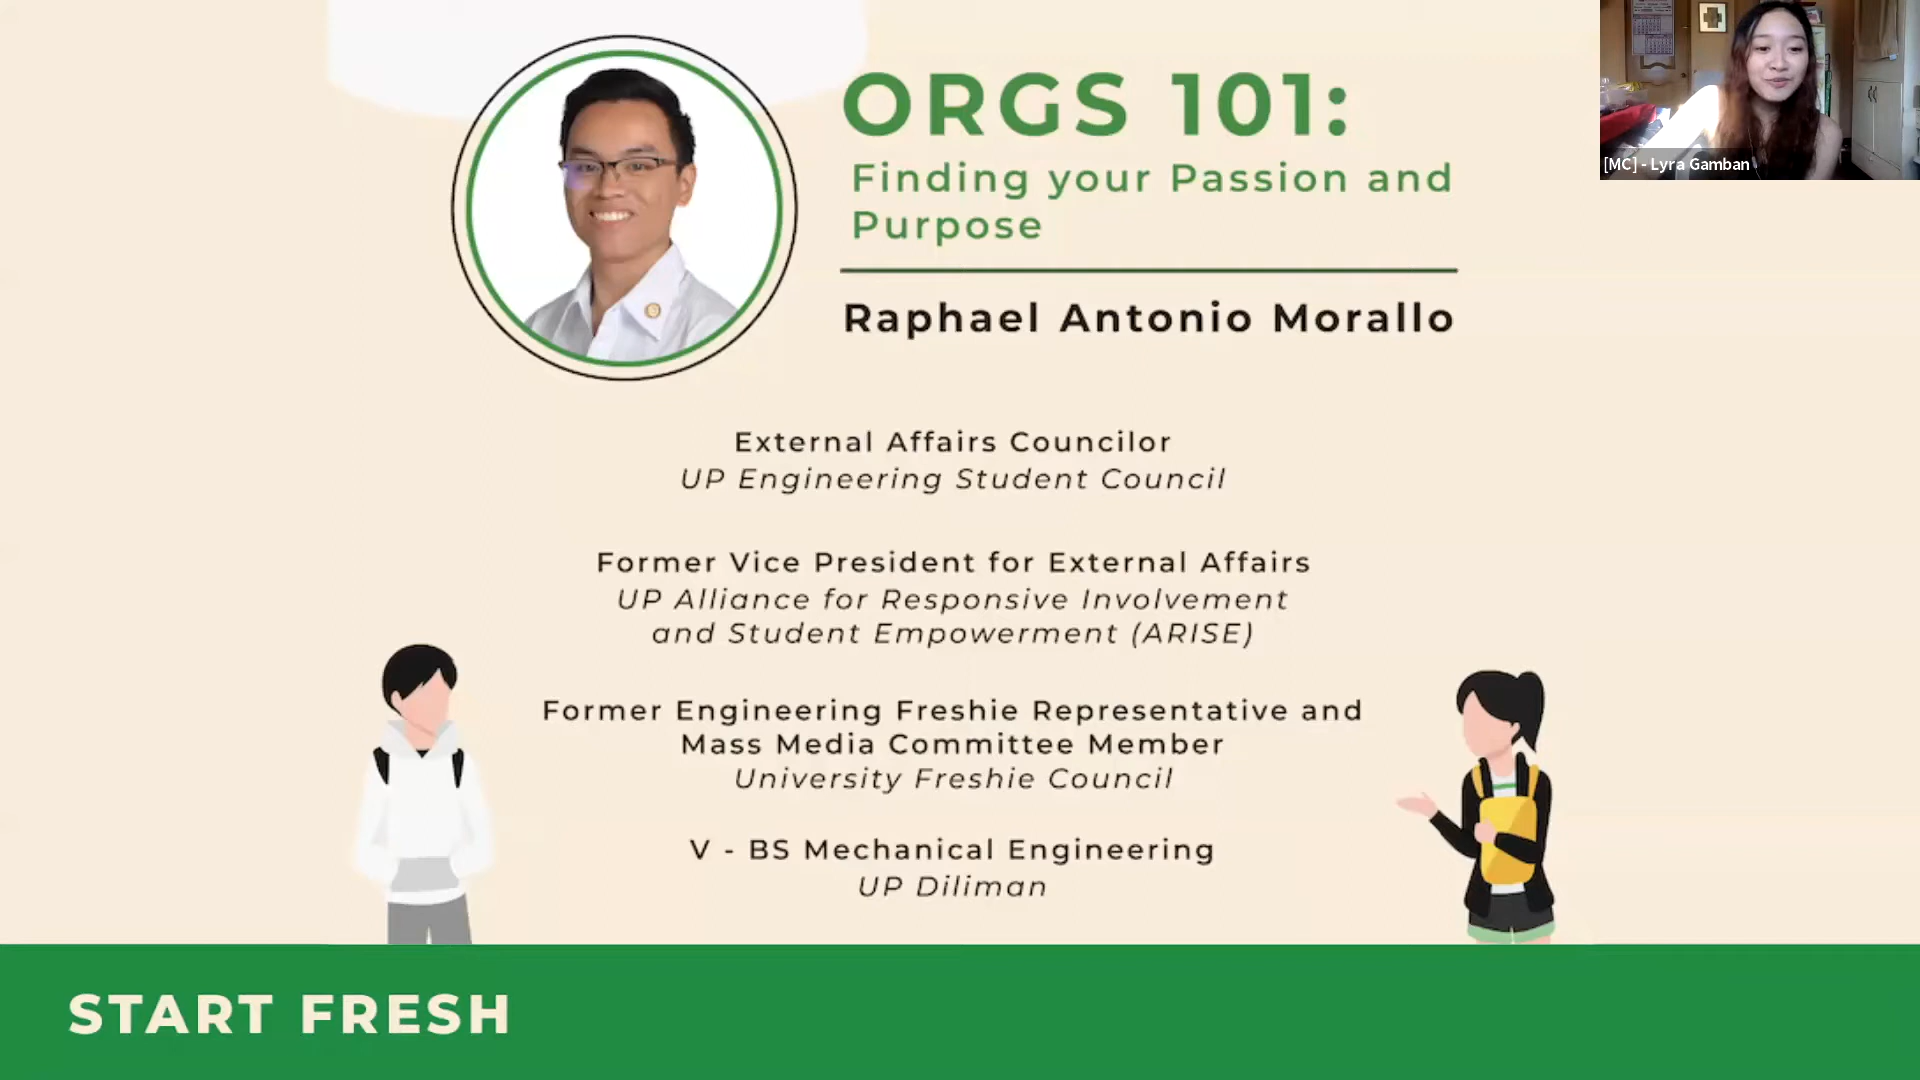 ORGS 101:
Finding your Passion and
Purpose
Raphael Antonio Morallo
External Affairs Councilor
UP Engineering Student Council
Former Vice President for External Affairs
UP Alliance for Responsive Involvement
and Student Empowerment (ARISE)
Former Engineering Freshie Representative and
Mass Media Committee Member
University Freshie Council
V - BS Mechanical Engineering
UP Diliman
START FRESH
[MC] - Lyra Gamban